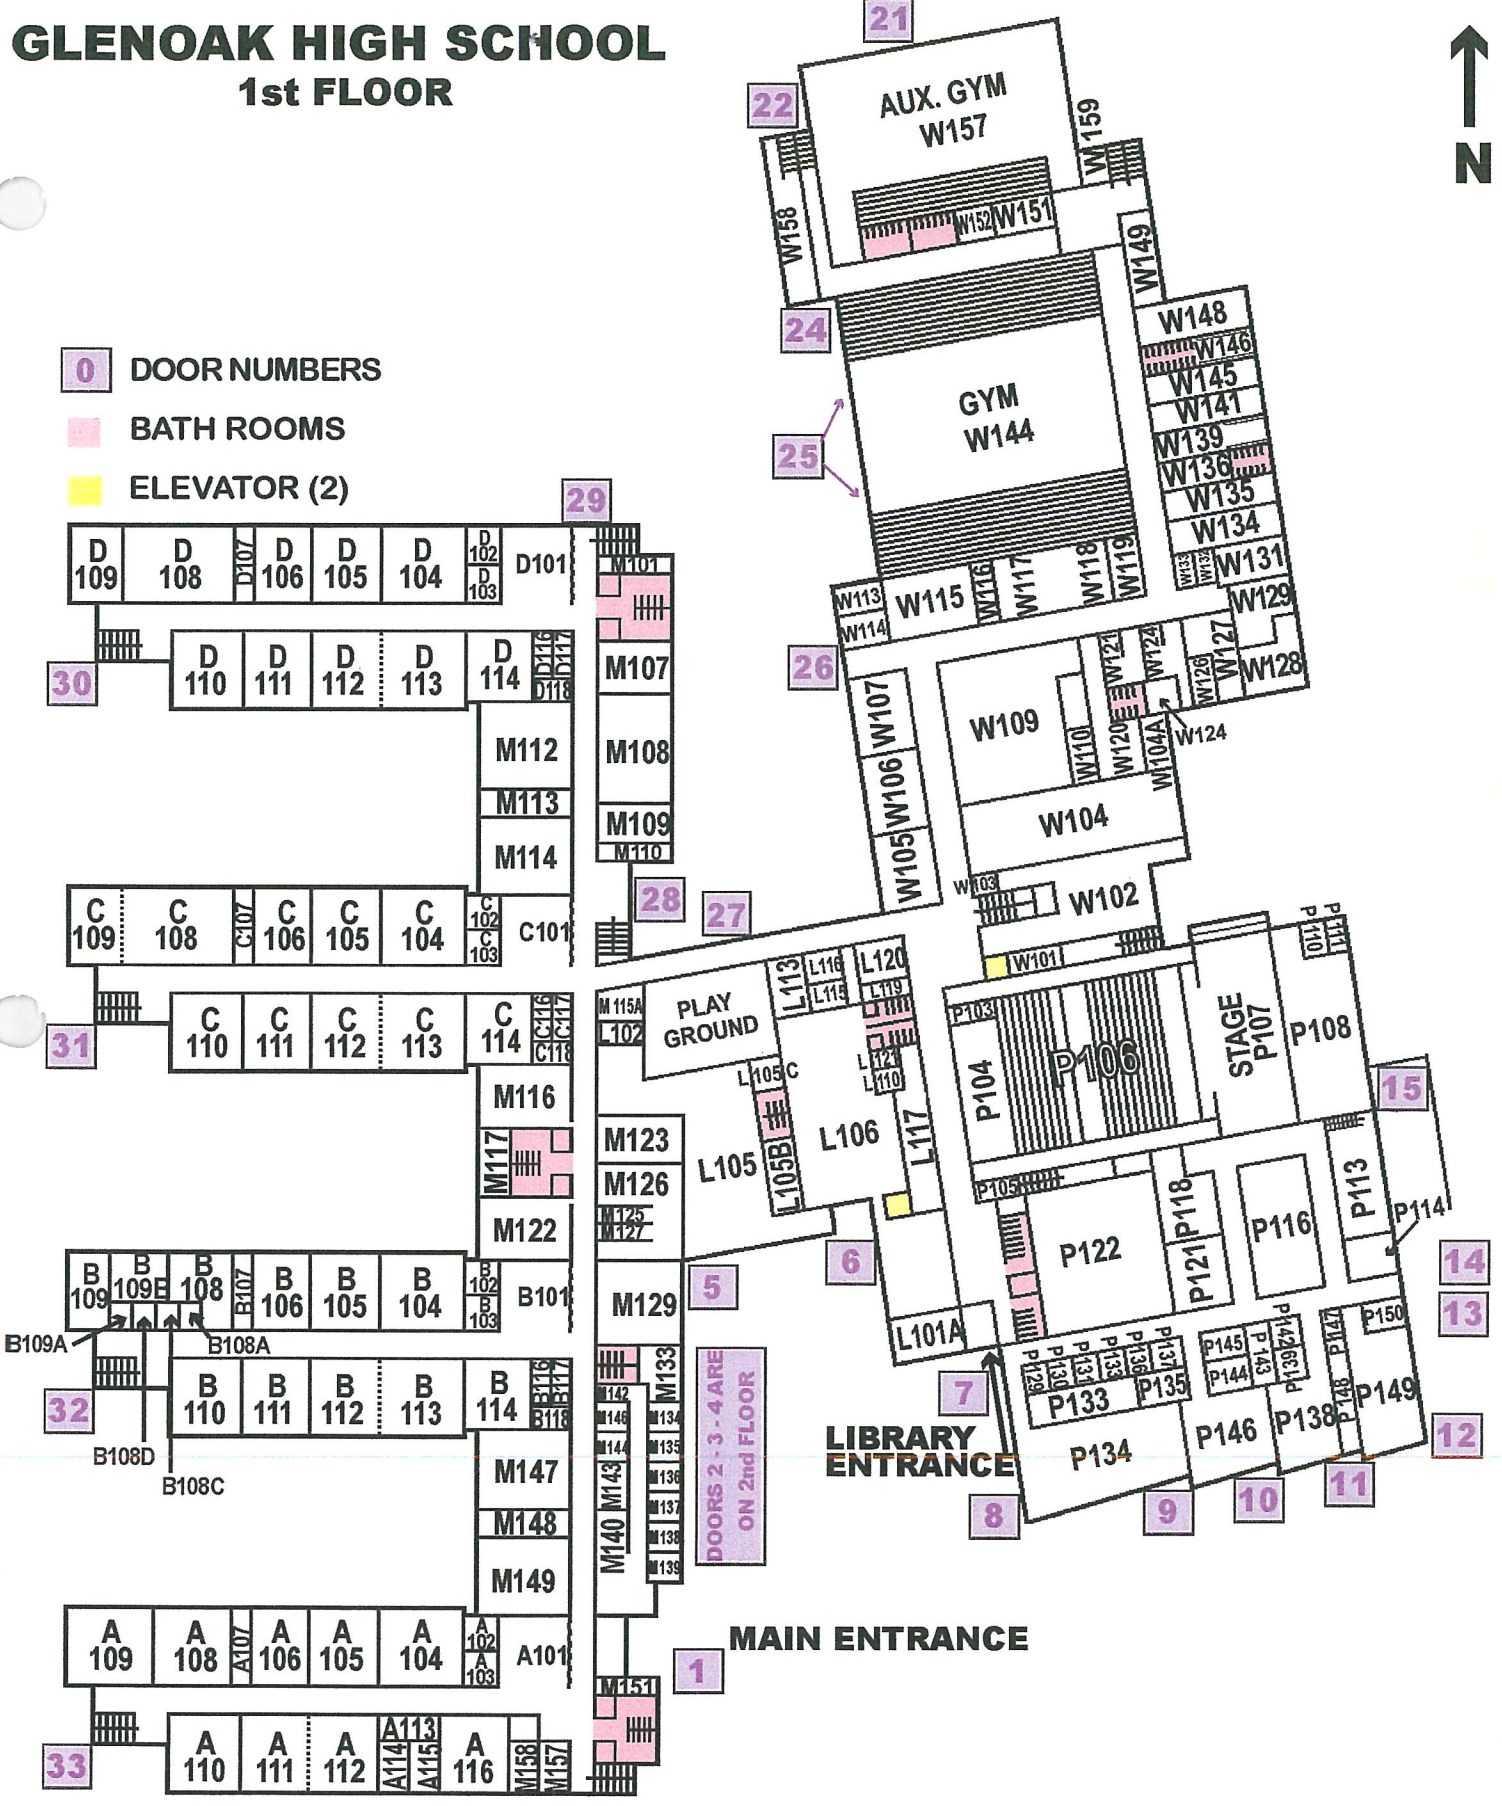 GLENOAK HIGH SCHOOL
1st FLOOR
N
0 DOOR NUMBERS
BATH ROOMS
ELEVATOR (2)
21
22
AUX. GYM
W157
W159
W158
W152
W151
W149
24
GYM
W144
25
W148
W146
W145
W141
W139
W136
W135
W134
W133
W132
W131
W129
W128
W113
W114
W115
W116
W117
W118
W119
26
W107
W106
W105
W109
W110
W121
W124
W126
W127
W120
W104A
W124
W104
W103
W102
W101
29
D
109
D
108
D107
D
106
D
105
D
104
D
102
D
103
D101
M101
30
D
110
D
111
D
112
D
113
D
114
D116
D117
D118
M107
M108
M109
M110
M112
M113
M114
28
27
C
109
C
108
C107
C
106
C
105
C
104
C
102
C
103
C101
31
C
110
C
111
C
112
C
113
C
114
C116
C117
C118
M115A
L102
PLAY
GROUND
L113
L116
L115
L120
L119
L105C
L121
L110
L106
L117
L105
L105B
L101A
M116
M117
M122
M123
M126
M125
M127
M129
5
6
B
109
B
109B
B
108
B107
B
106
B
105
B
104
B
102
B
103
B101
B109A
B108A
32
B
110
B
111
B
112
B
113
B
114
B116
B117
B118
B108D
B108C
M133
M142
M146
M144
M143
M140
M134
M135
M136
M137
M138
M139
M147
M148
M149
DOORS 2 - 3 - 4 ARE
ON 2nd FLOOR
A
109
A
108
A107
A
106
A
105
A
104
A
102
A
103
A101
M151
1
MAIN ENTRANCE
33
A
110
A
111
A
112
A113
A114
A115
A
116
M158
M157
P103
P104
P106
STAGE
P107
P108
P110
P111
15
P105
P122
P118
P121
P116
P113
P114
14
13
P150
P129
P130
P131
P136
P137
P133
P135
P134
P145
P144
P143
P142
P146
P138
P147
P148
P149
7
LIBRARY
ENTRANCE
8
9
10
11
12